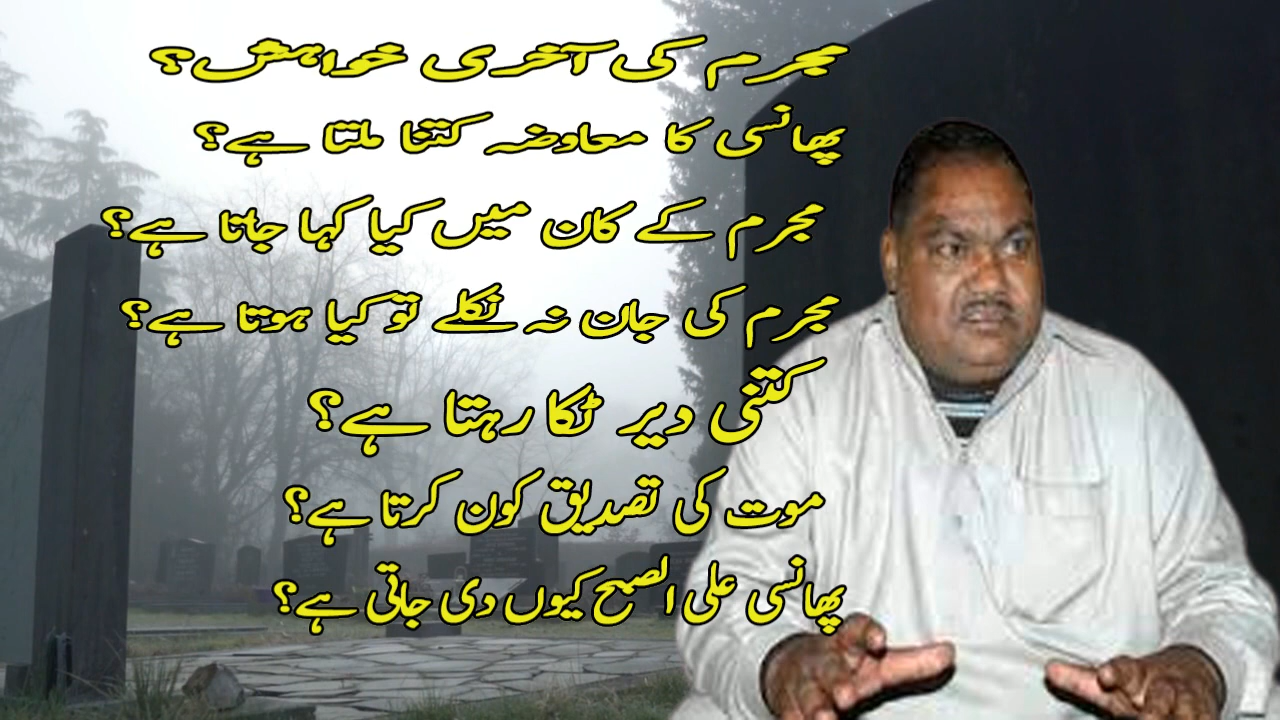 مجرم کی آخری خواہش؟
پھانسی کا معاوضہ کتنا ملتا ہے؟
مجرم کے کان میں کیا کہا جاتا ہے؟
مجرم کی جان نہ نکلے تو کیا ہوتا ہے؟
کتنی دیر ٹکا رہتا ہے؟
موت کی تصدیق کون کرتا ہے؟
پھانسی علی الصبح کیوں دی جاتی ہے؟